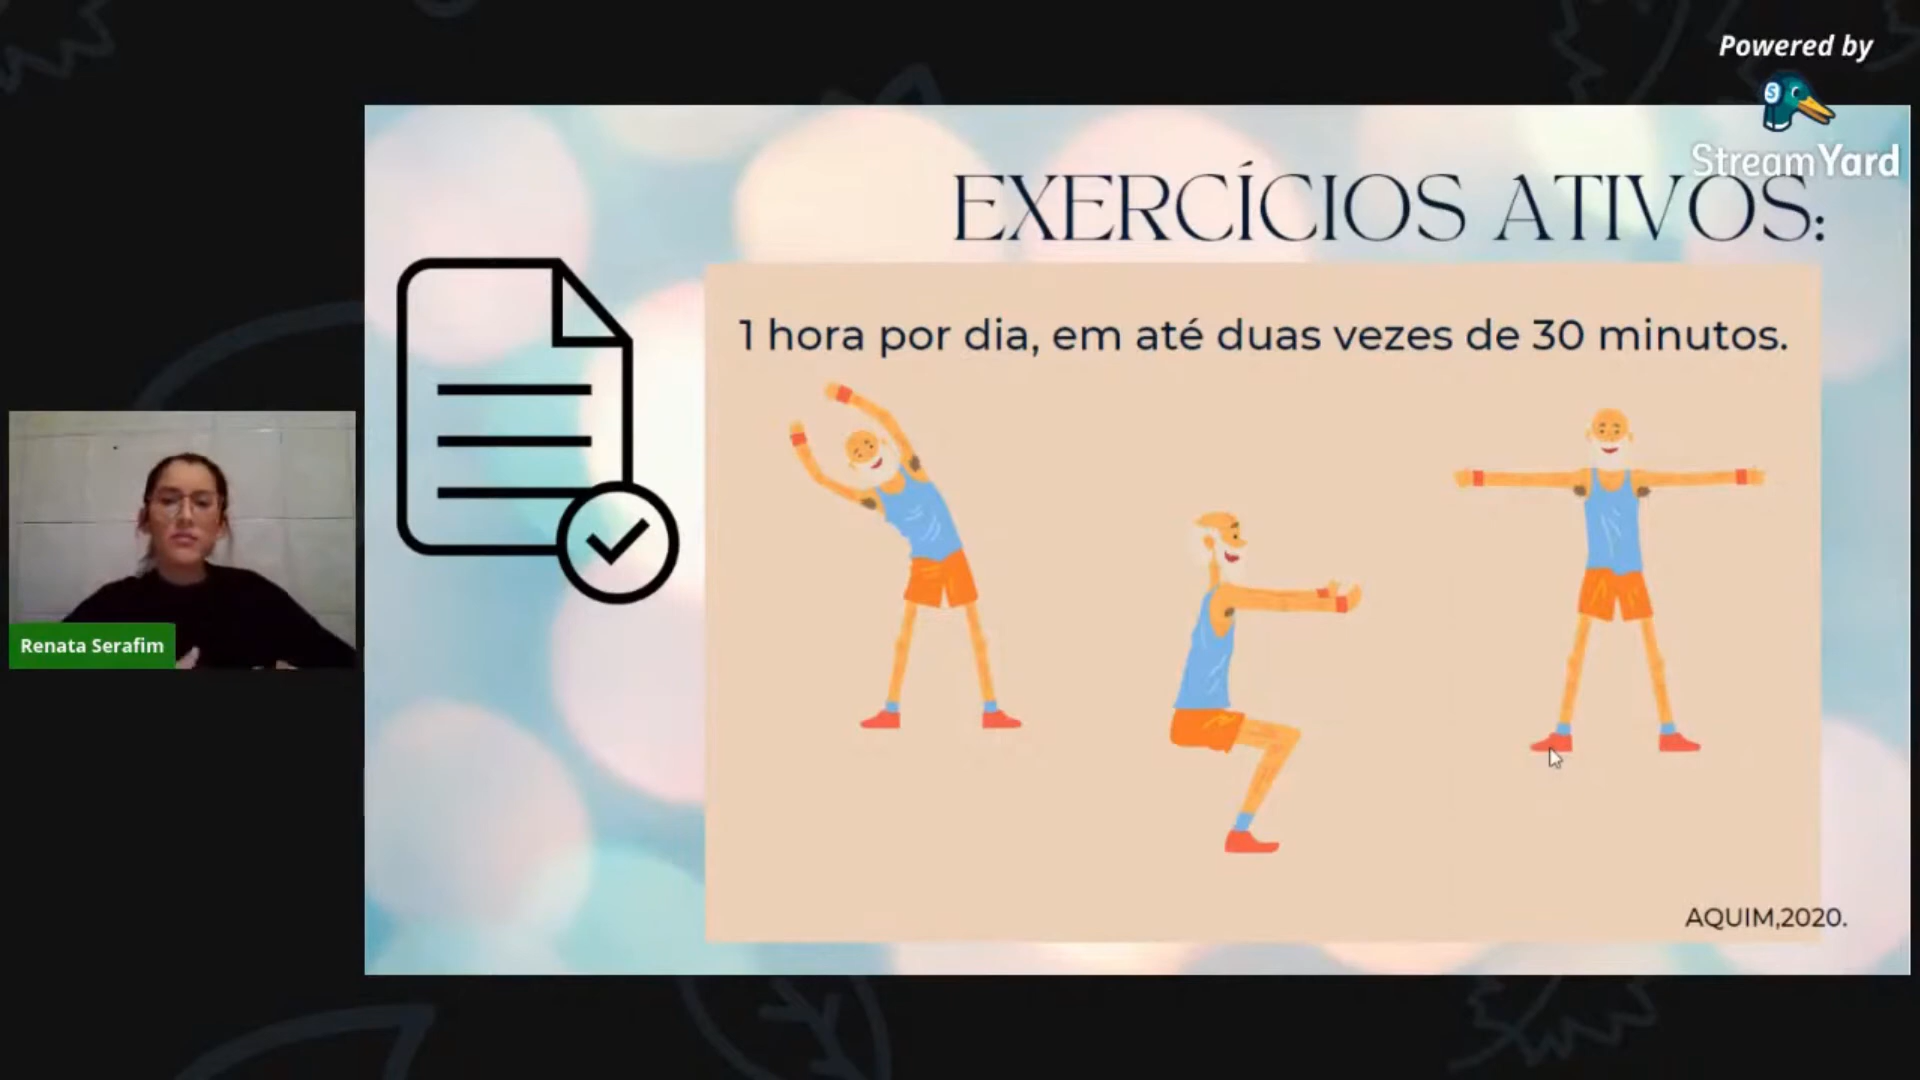 Powered by
StreamYard
EXERCÍCIOS ATIVOS:
1 hora por dia, em até duas vezes de 30 minutos.
Renata Serafim
AQUIM,2020.